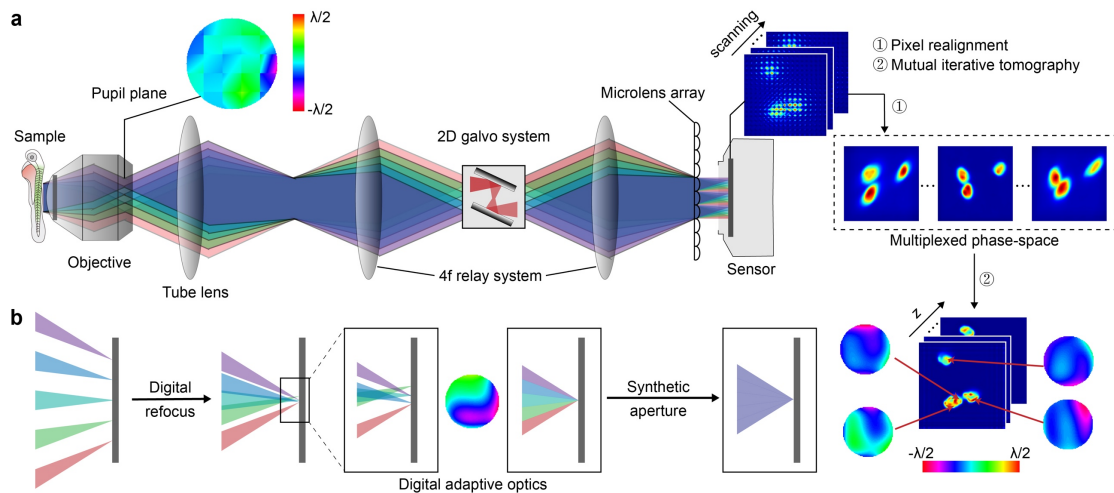 a
λ/2
-λ/2
Pupil plane
Sample
Objective
Tube lens
2D galvo system
4f relay system
Microlens array
Sensor
scanning
① Pixel realignment
② Mutual iterative tomography
①
Multiplexed phase-space
②
b
Digital
refocus
Digital adaptive optics
Synthetic
aperture
z
-λ/2
λ/2